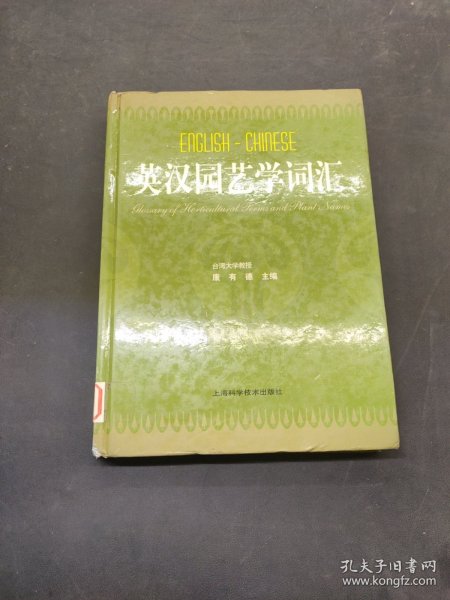 ENGLISH - CHINESE
英汉园艺学词汇
Glossary of Horticultural Terms and Plant Names
台湾大学教授
康有德 主编
上海科学技术出版社
孔夫子旧书网
www.kongfz.com